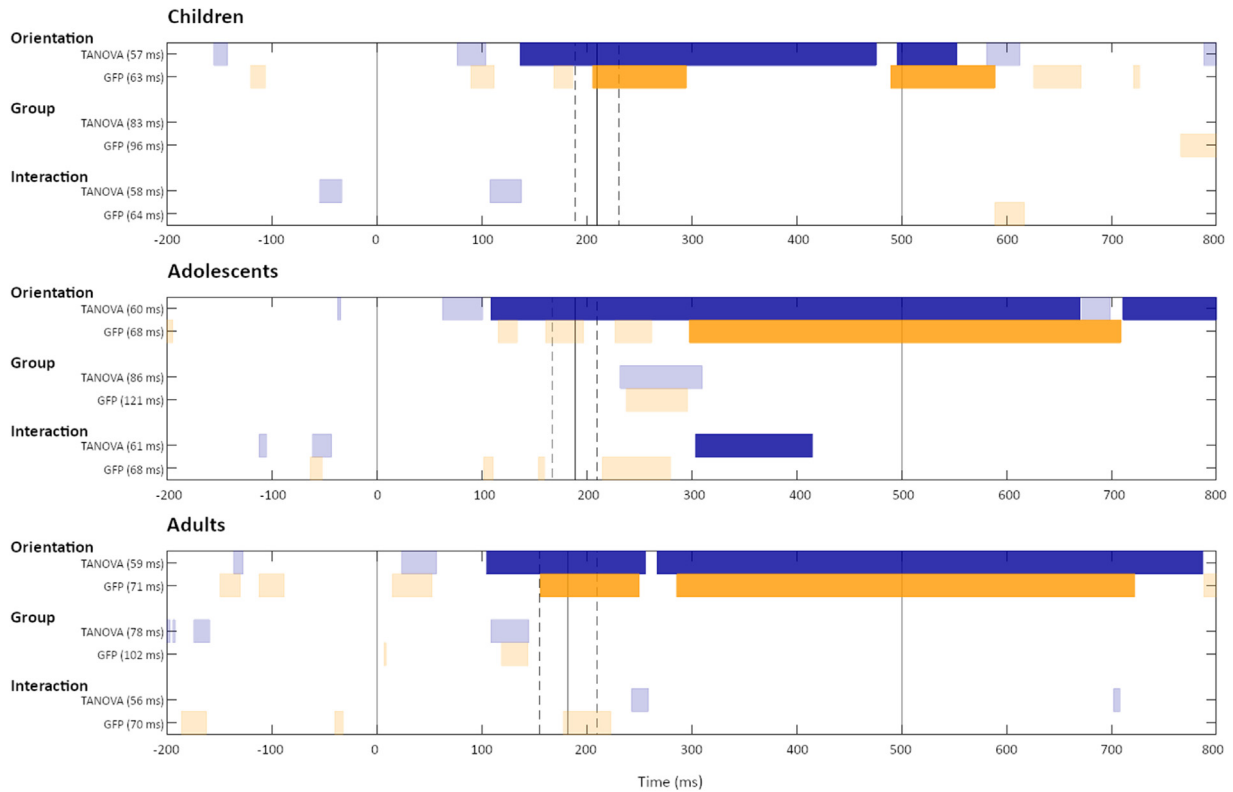 Children
Orientation
TANOVA (57 ms)
GFP (63 ms)
Group
TANOVA (83 ms)
GFP (96 ms)
Interaction
TANOVA (58 ms)
GFP (64 ms)
-200 -100 0 100 200 300 400 500 600 700 800
Adolescents
Orientation
TANOVA (60 ms)
GFP (68 ms)
Group
TANOVA (86 ms)
GFP (121 ms)
Interaction
TANOVA (61 ms)
GFP (68 ms)
-200 -100 0 100 200 300 400 500 600 700 800
Adults
Orientation
TANOVA (59 ms)
GFP (71 ms)
Group
TANOVA (78 ms)
GFP (102 ms)
Interaction
TANOVA (56 ms)
GFP (70 ms)
-200 -100 0 100 200 300 400 500 600 700 800
Time (ms)